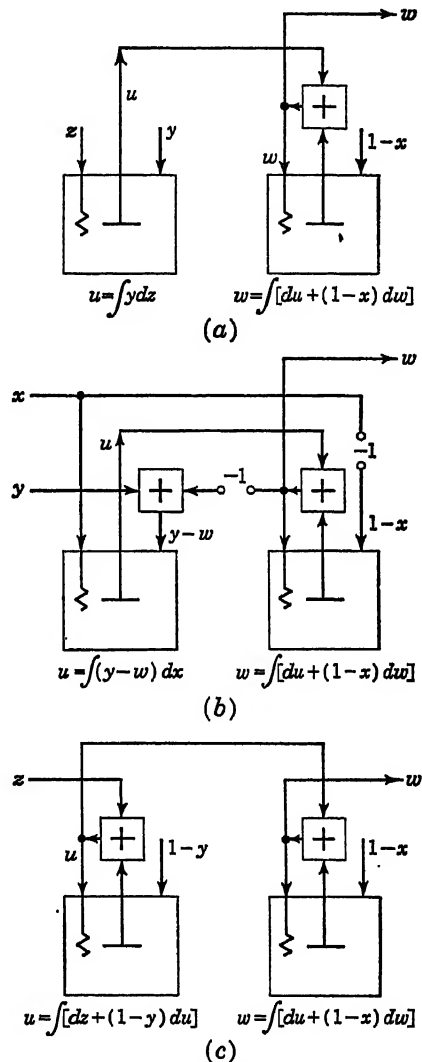 w
u
+
z
y
w
1-x
u=∫ydz
w=∫[du+(1-x)dw]
(a)
w
x
u
-1
-1
y
+
+
y-w
1-x
u=∫(y-w)dx
w=∫[du+(1-x)dw]
(b)
z
w
+
+
u
1-y
1-x
u=∫[dz+(1-y)du]
w=∫[du+(1-x)dw]
(c)